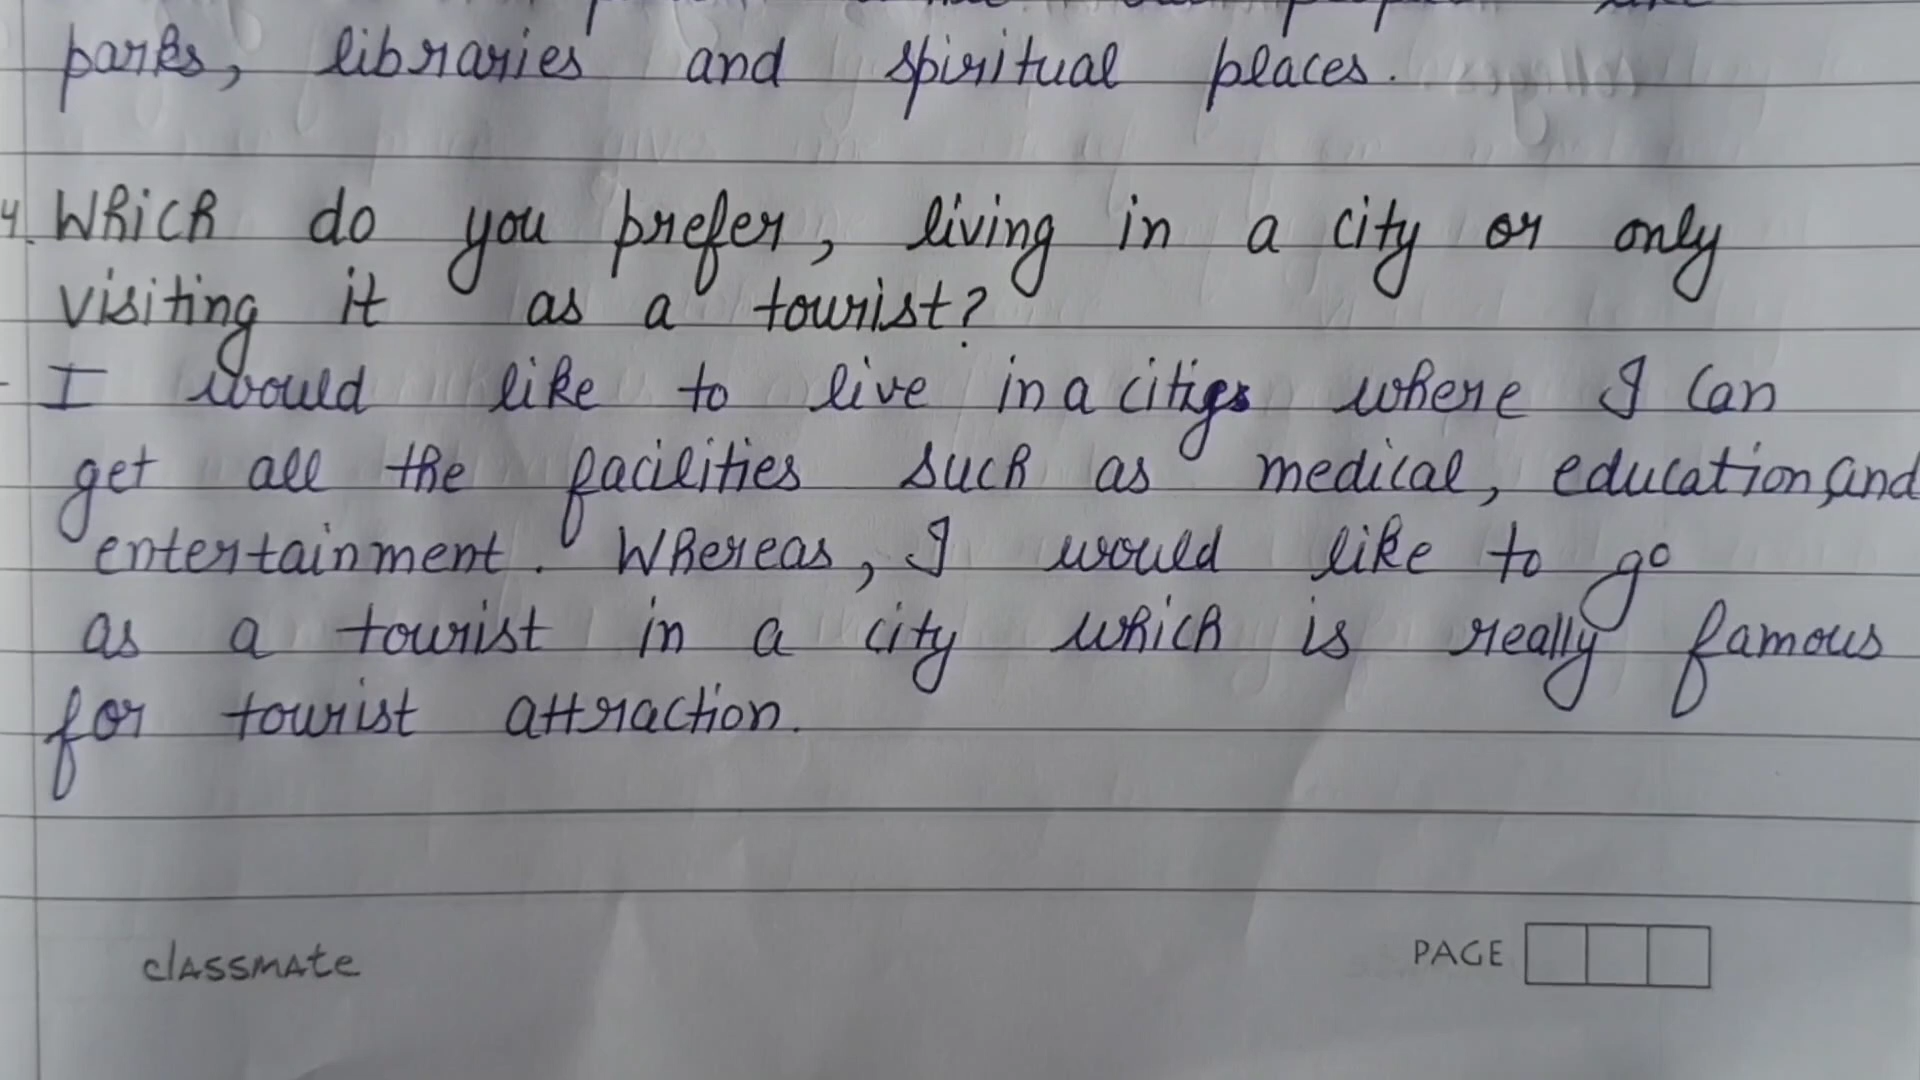 parks, libraries and spiritual places.
4. Which do you prefer, living in a city or only
visiting it as a tourist?
- I would like to live in a city where I can
get all the facilities such as medical, education, and
entertainment. Whereas, I would like to go
as a tourist in a city which is really famous
for tourist attraction.
classmate
PAGE